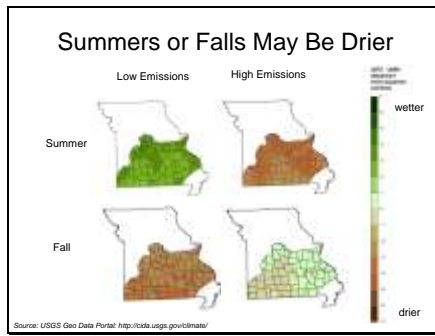 Summers or Falls May Be Drier
Low Emissions
High Emissions
wetter
Summer
Fall
drier
Source: USGS Geo Data Portal: http://cida.usgs.gov/climate/